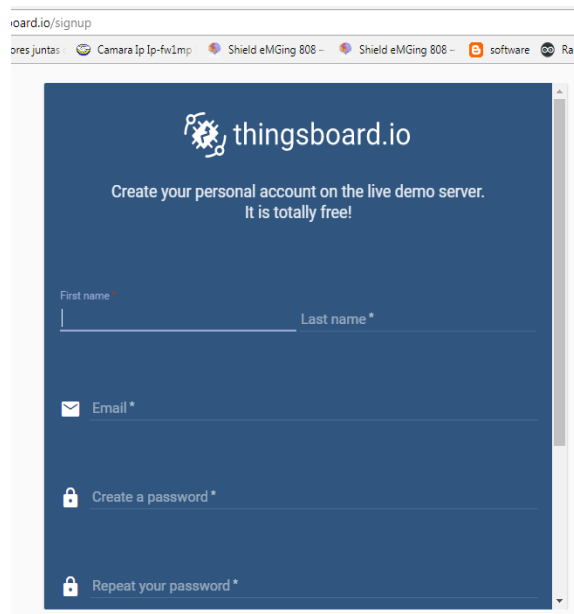 oard.io/signup
ores juntas Camara Ip Ip-fw1mp Shield eMGing 808 – Shield eMGing 808 – software Ra
thingsboard.io
Create your personal account on the live demo server.
It is totally free!
First name *
Last name *
Email *
Create a password *
Repeat your password *